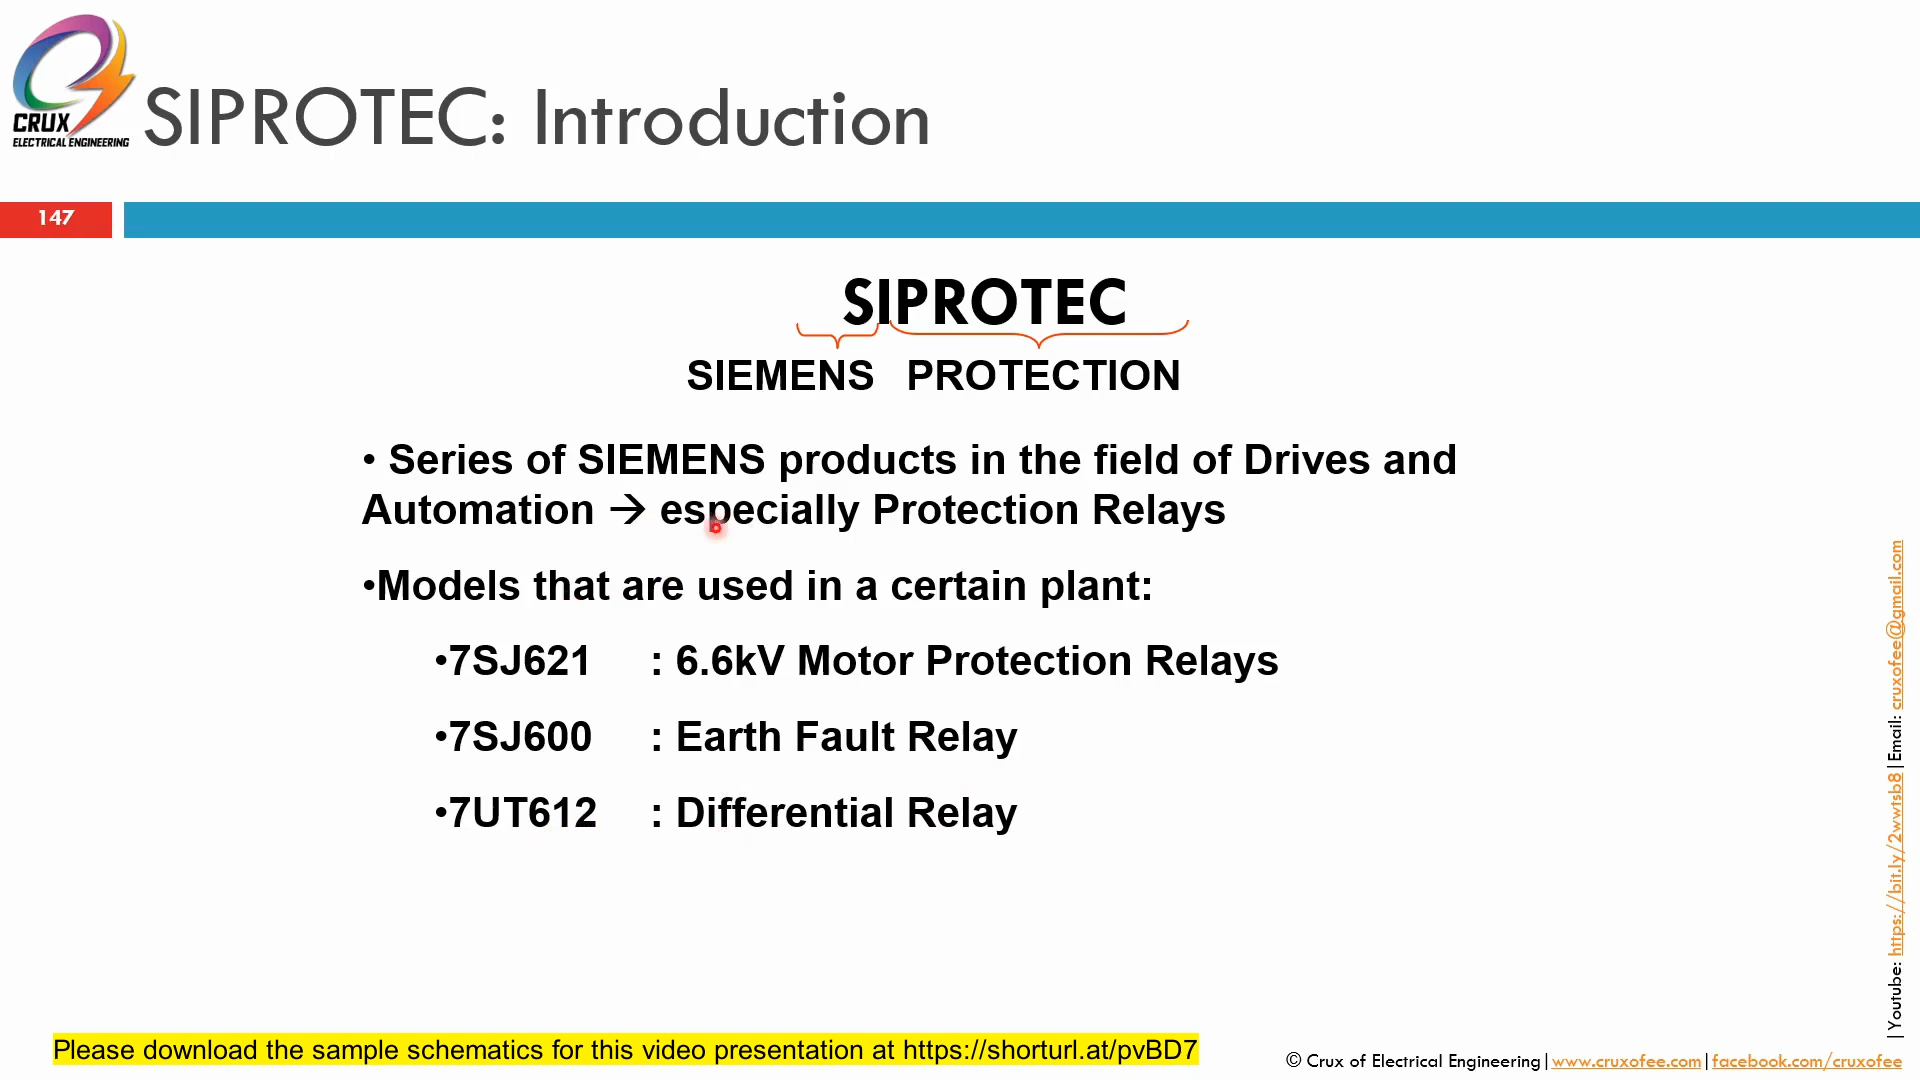 CRUX
ELECTRICAL ENGINEERING
SIPROTEC: Introduction
147
SIPROTEC
SIEMENS PROTECTION
• Series of SIEMENS products in the field of Drives and
Automation → especially Protection Relays
•Models that are used in a certain plant:
•7SJ621 : 6.6kV Motor Protection Relays
•7SJ600 : Earth Fault Relay
•7UT612 : Differential Relay
Please download the sample schematics for this video presentation at https://shorturl.at/pvBD7
© Crux of Electrical Engineering|www.cruxofee.com|facebook.com/cruxofee
|Youtube: https://bit.ly/2wwtsb8|Email: cruxofee@gmail.com